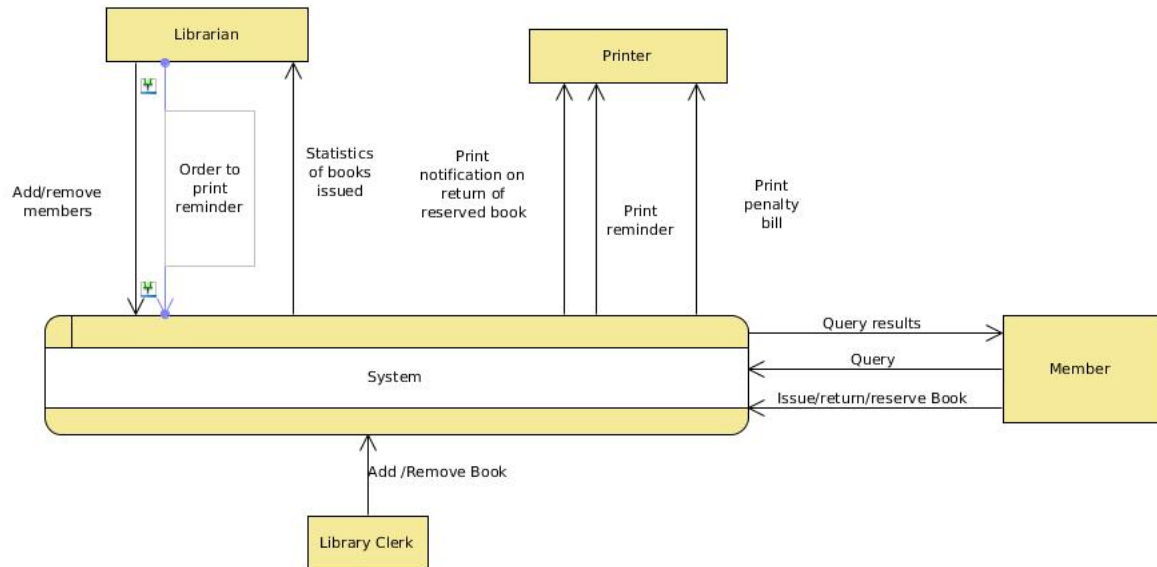 Librarian
Printer
Add/remove
members
Order to
print
reminder
Statistics
of books
issued
Print
notification on
return of
reserved book
Print
reminder
Print
penalty
bill
System
Query results
Query
Issue/return/reserve Book
Member
Add /Remove Book
Library Clerk